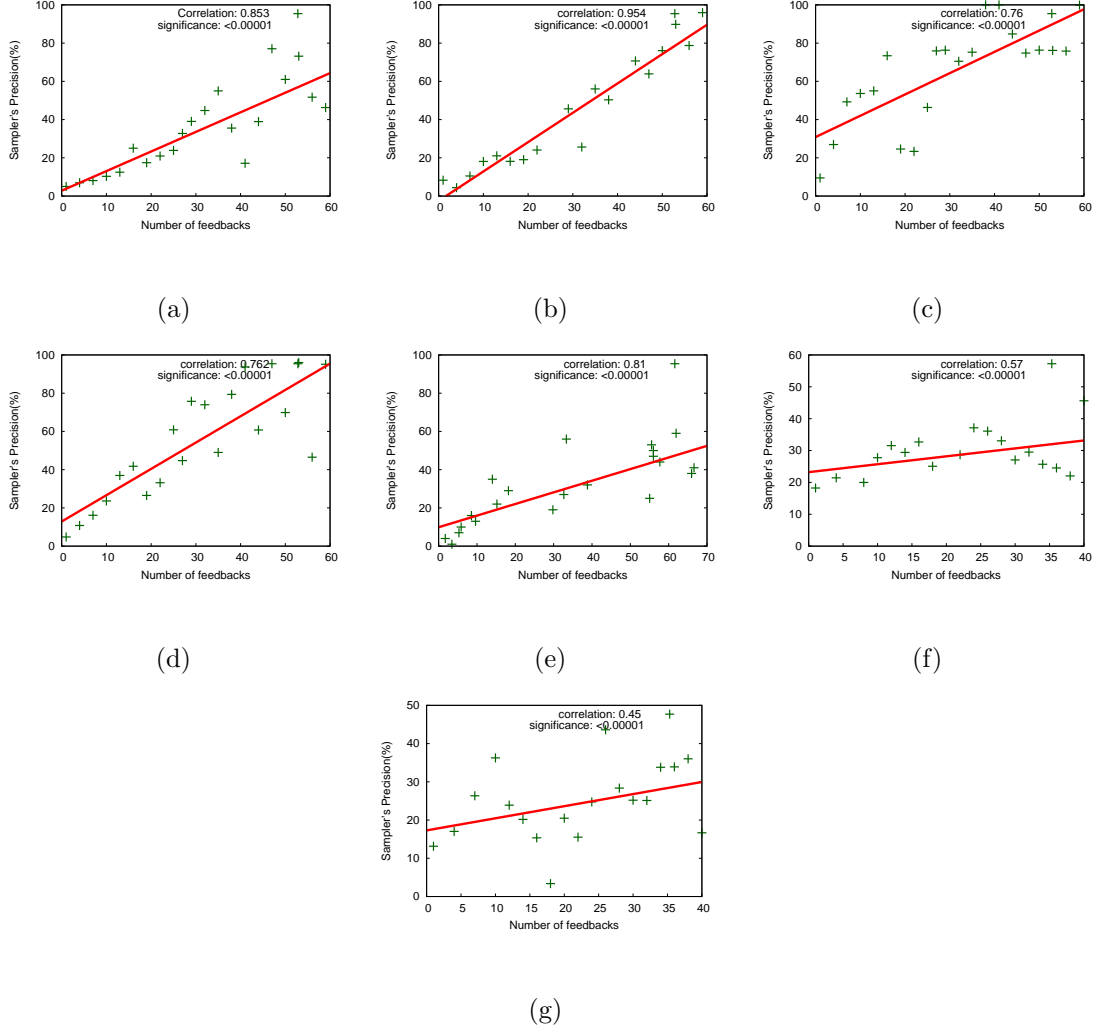 Correlation: 0.853
significance: <0.00001
Sampler's Precision(%)
100
80
60
40
20
0
0 10 20 30 40 50 60
Number of feedbacks
(a)
correlation: 0.954
significance: <0.00001
Sampler's Precision(%)
100
80
60
40
20
0
0 10 20 30 40 50 60
Number of feedbacks
(b)
correlation: 0.76
significance: <0.00001
Sampler's Precision(%)
100
80
60
40
20
0
0 10 20 30 40 50 60
Number of feedbacks
(c)
correlation: 0.762
significance: <0.00001
Sampler's Precision(%)
100
80
60
40
20
0
0 10 20 30 40 50 60
Number of feedbacks
(d)
correlation: 0.81
significance: <0.00001
Sampler's Precision(%)
100
80
60
40
20
0
0 10 20 30 40 50 60 70
Number of feedbacks
(e)
correlation: 0.57
significance: <0.00001
Sampler's Precision(%)
60
50
40
30
20
10
0
0 5 10 15 20 25 30 35 40
Number of feedbacks
(f)
correlation: 0.45
significance: <0.00001
Sampler's Precision(%)
50
40
30
20
10
0
0 5 10 15 20 25 30 35 40
Number of feedbacks
(g)